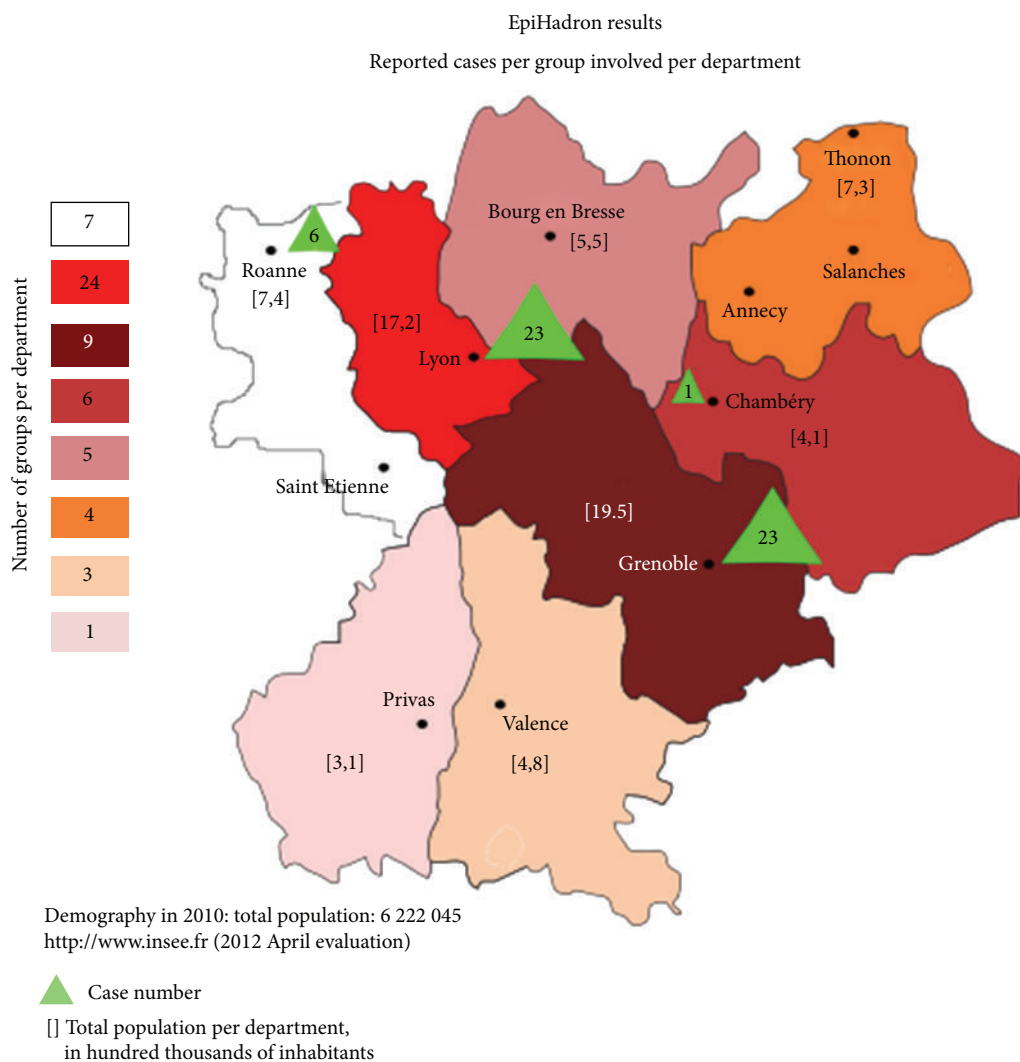 EpiHadron results
Reported cases per group involved per department
Number of groups per department
7
24
9
6
5
4
3
1
Thonon
[7,3]
Bourg en Bresse
[5,5]
6
Roanne
[7,4]
Salanches
Annecy
[17,2]
23
Lyon
1
Chambéry
[4,1]
Saint Etienne
[19.5]
23
Grenoble
Privas
Valence
[3,1]
[4,8]
Demography in 2010: total population: 6 222 045
http://www.insee.fr (2012 April evaluation)
Case number
[] Total population per department,
in hundred thousands of inhabitants